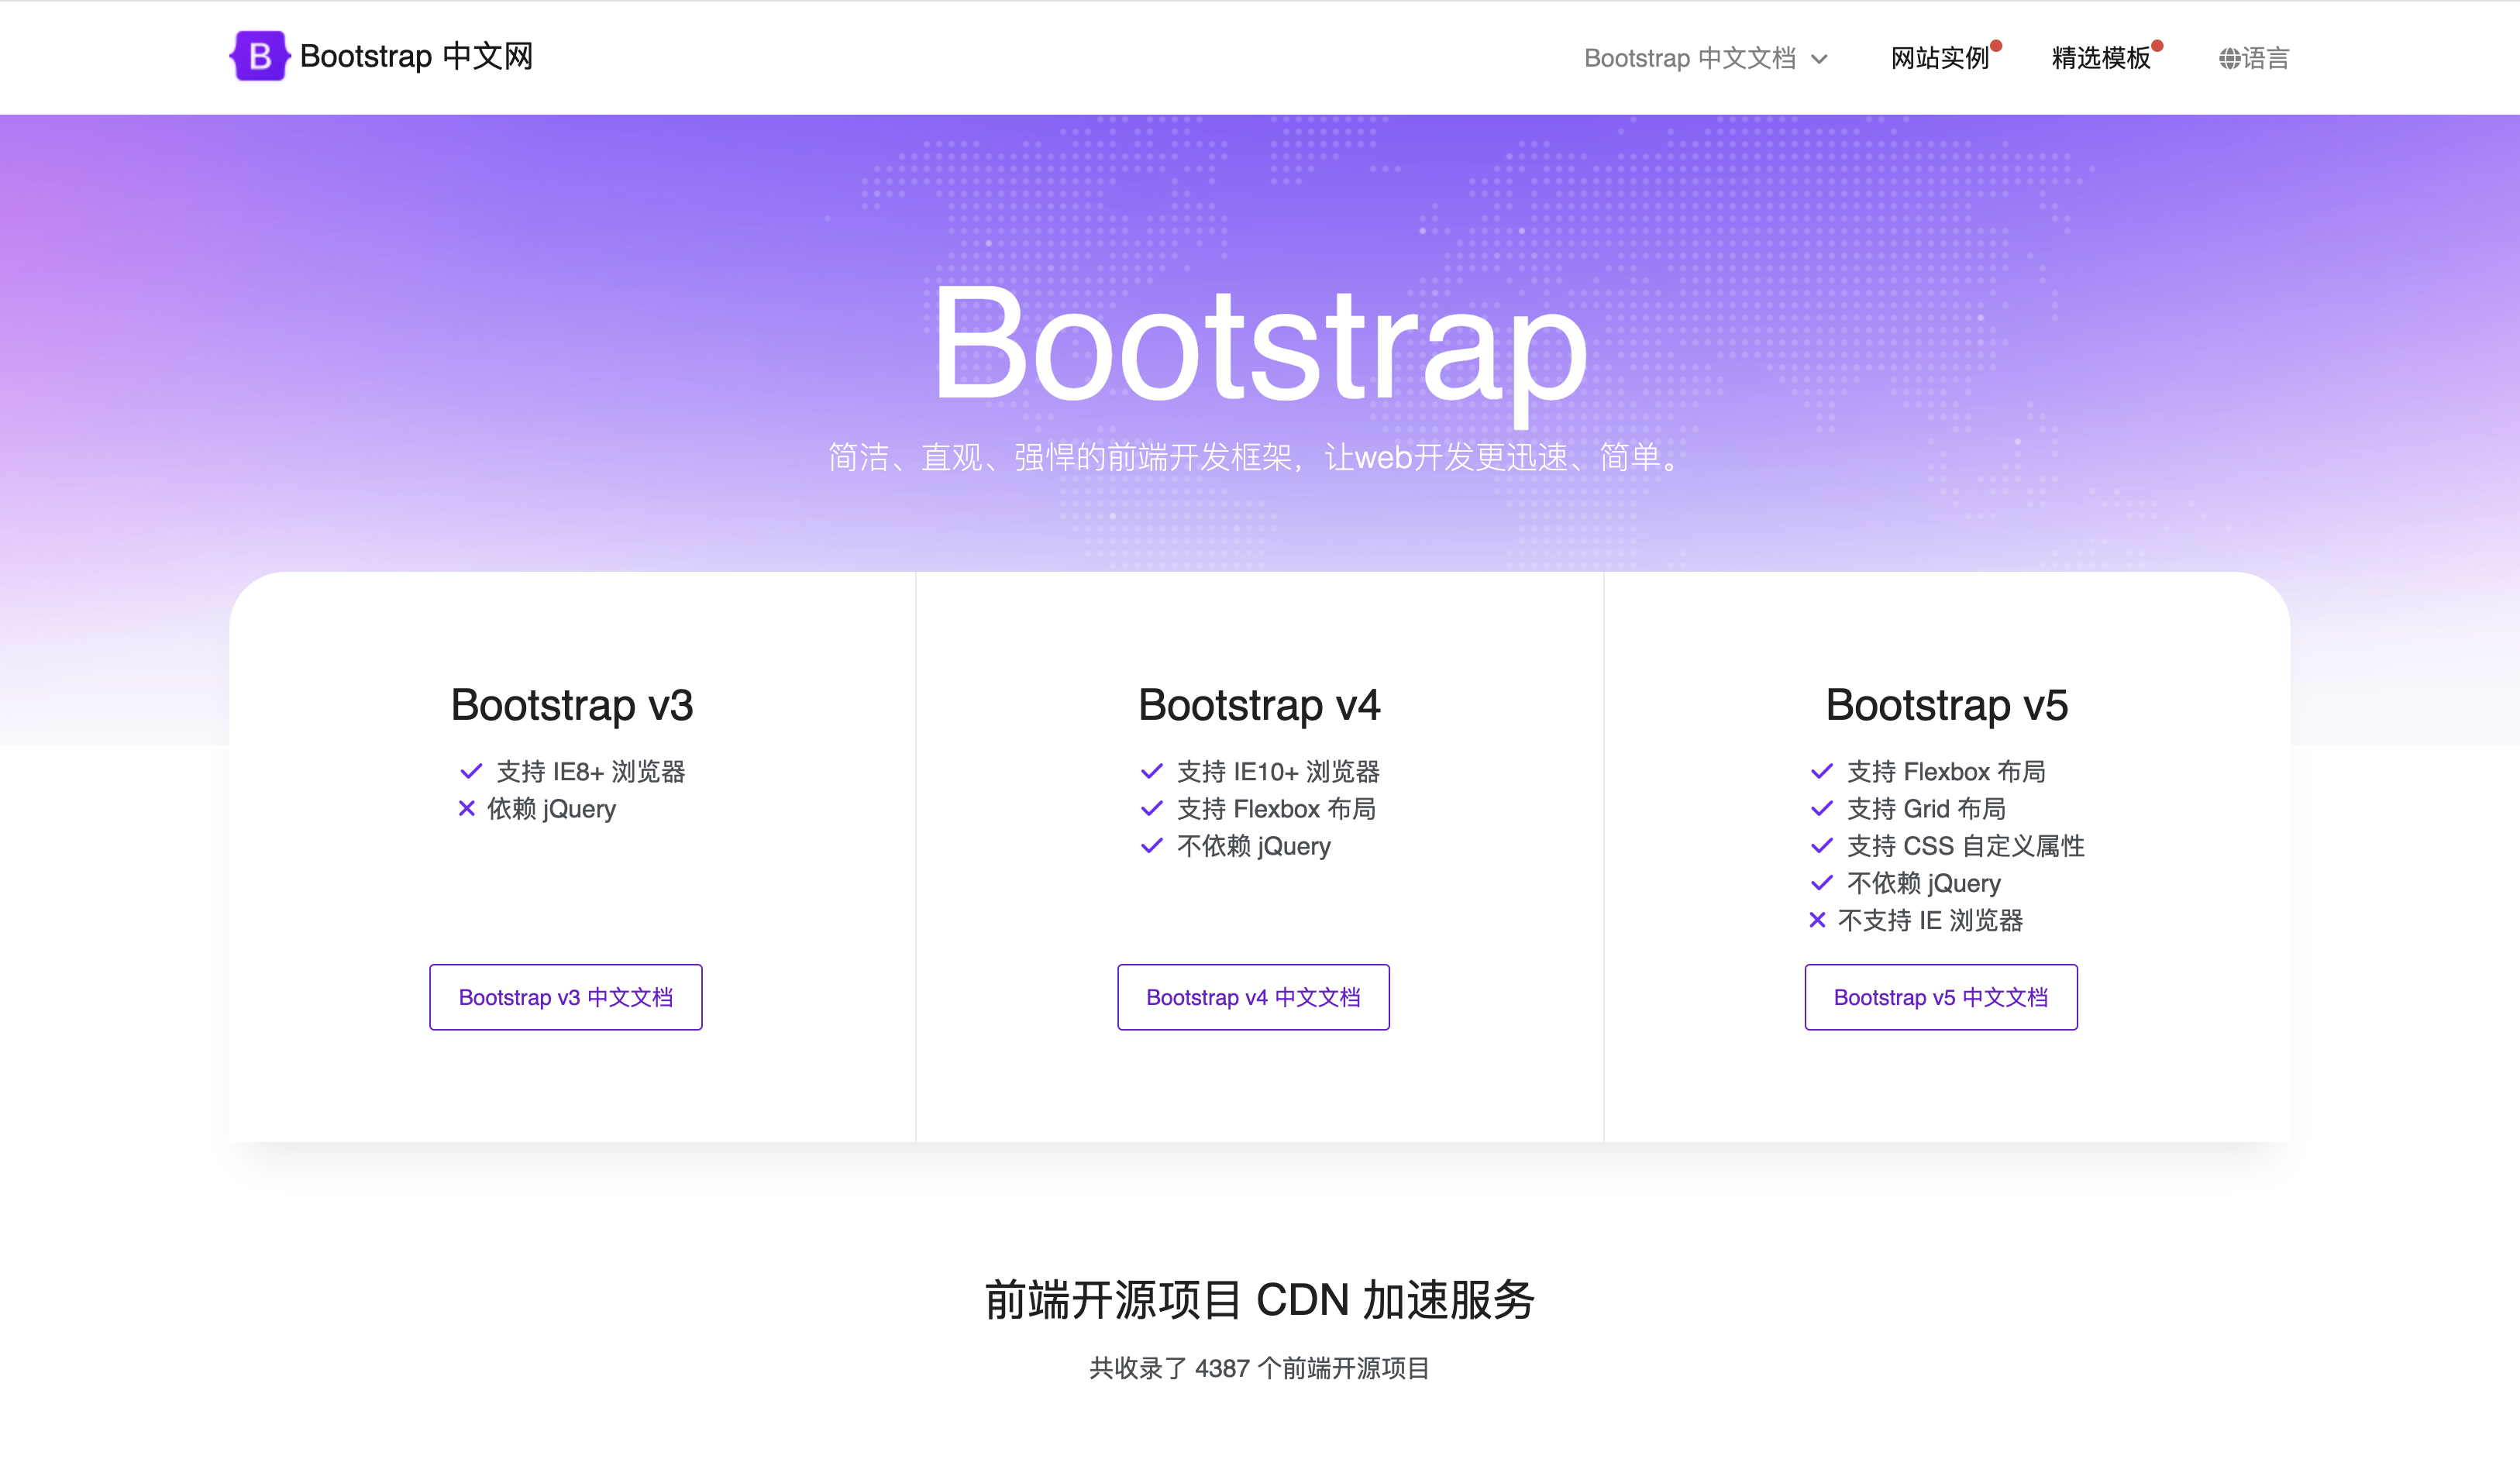 B Bootstrap 中文网
Bootstrap 中文文档 网站实例 精选模板 语言
Bootstrap
简洁、直观、强悍的前端开发框架，让web开发更迅速、简单。
Bootstrap v3
支持 IE8+ 浏览器
依赖 jQuery
Bootstrap v3 中文文档
Bootstrap v4
支持 IE10+ 浏览器
支持 Flexbox 布局
不依赖 jQuery
Bootstrap v4 中文文档
Bootstrap v5
支持 Flexbox 布局
支持 Grid 布局
支持 CSS 自定义属性
不依赖 jQuery
不支持 IE 浏览器
Bootstrap v5 中文文档
前端开源项目 CDN 加速服务
共收录了 4387 个前端开源项目